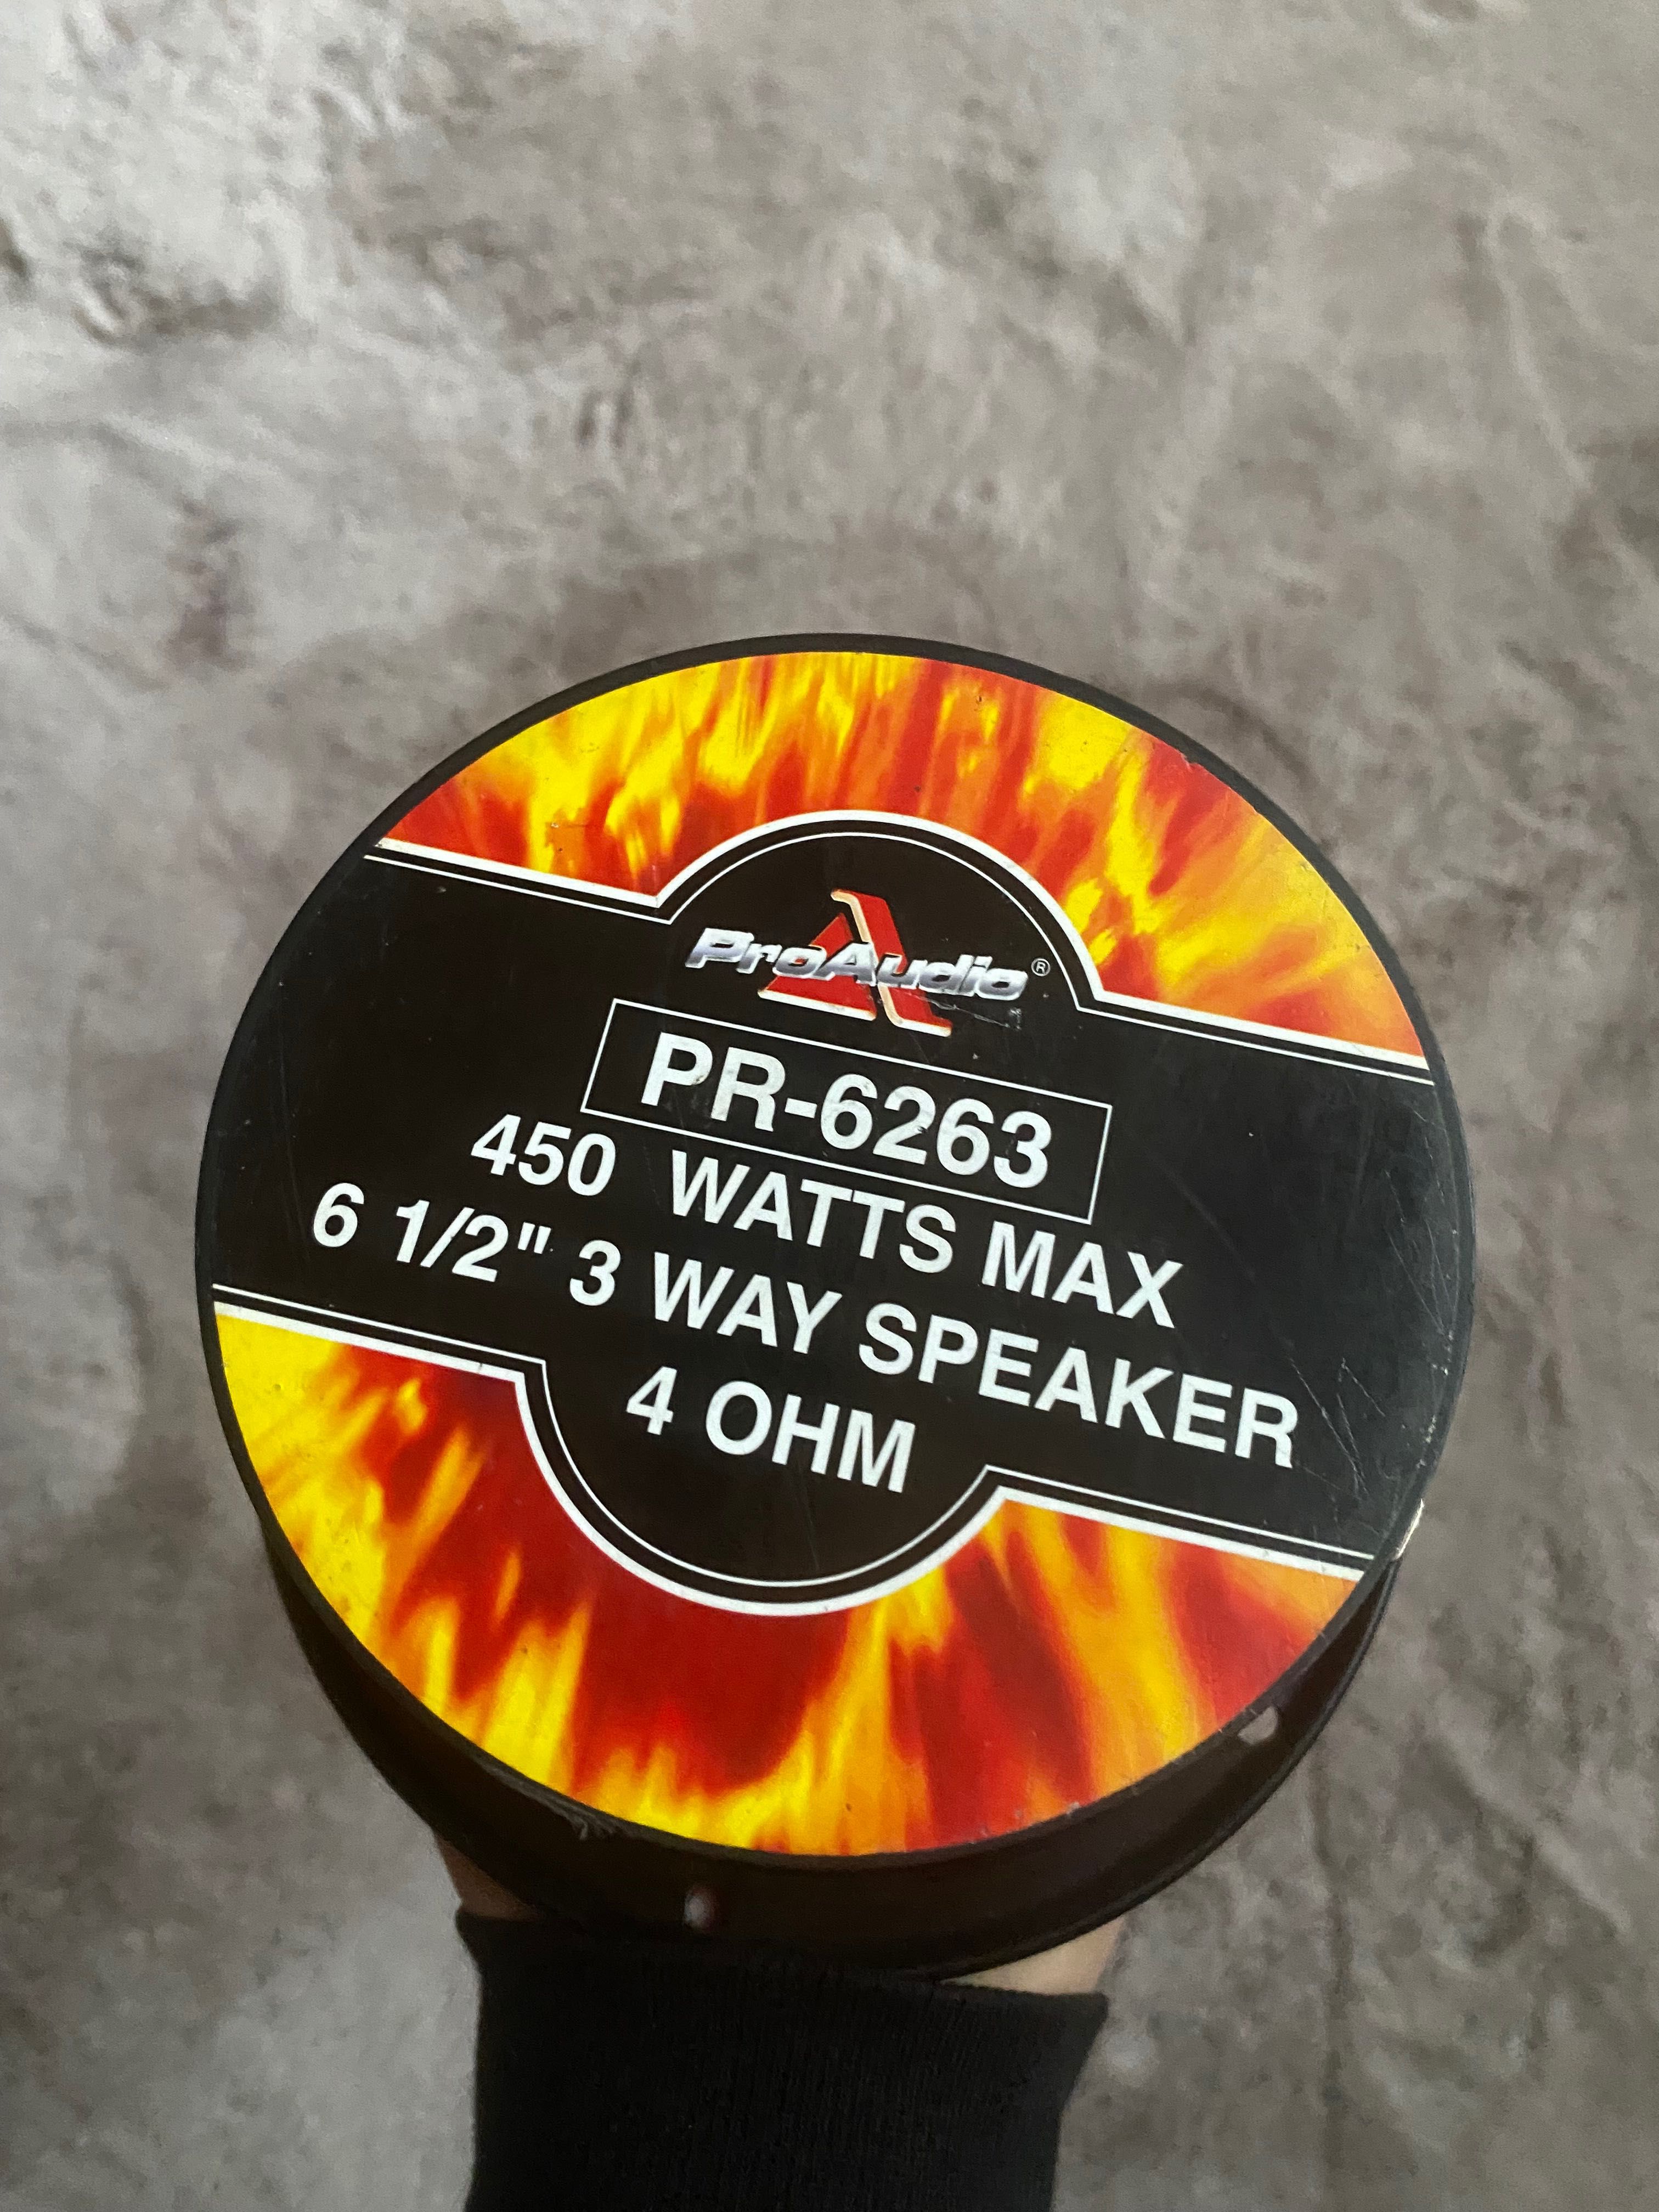 ProAudio®
PR-6263
450 WATTS MAX
6 1/2" 3 WAY SPEAKER
4 OHM